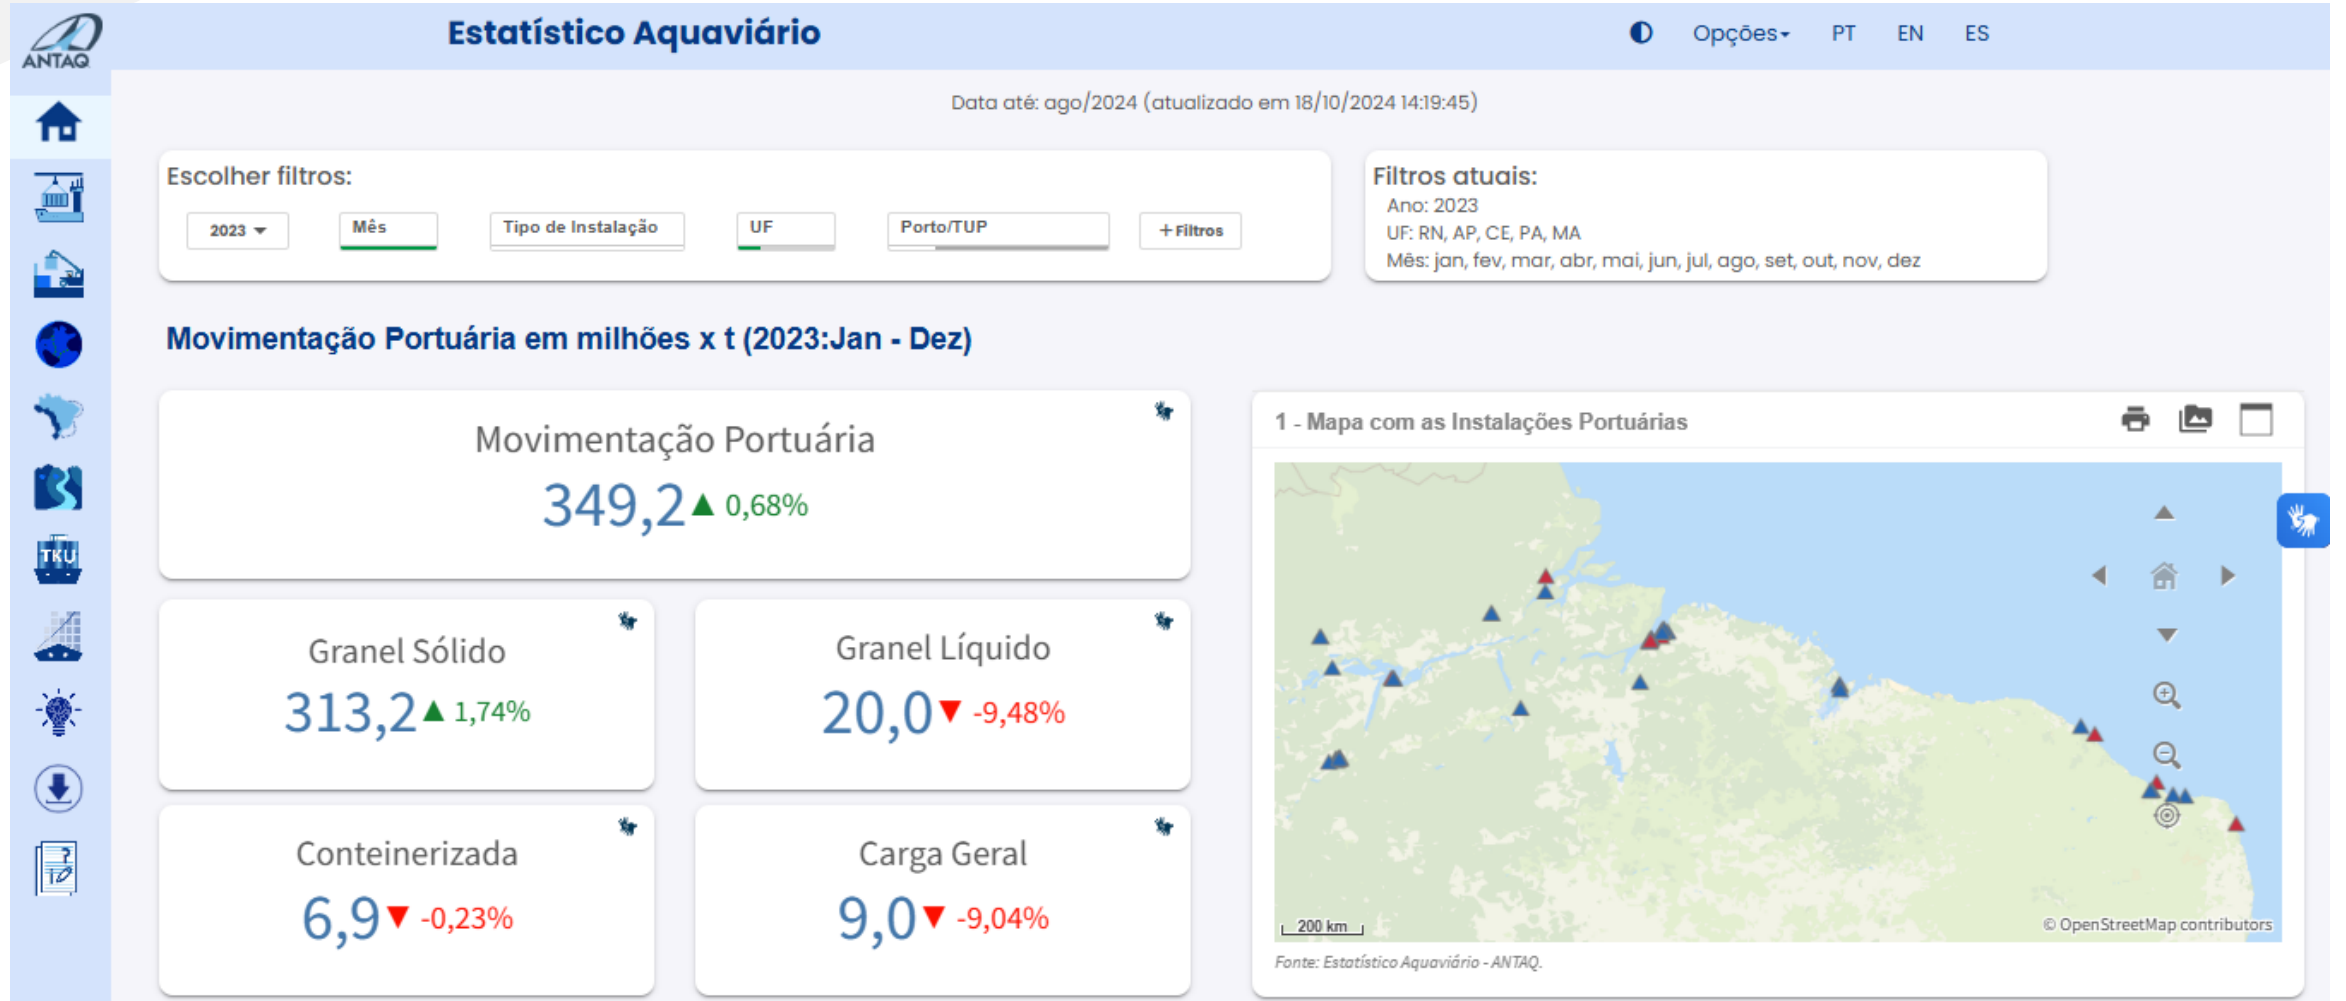 ANTAQ
Estatístico Aquaviário
Opções
PT
EN
ES
Data até: ago/2024 (atualizado em 18/10/2024 14:19:45)
Escolher filtros:
2023
Mês
Tipo de Instalação
UF
Porto/TUP
+Filtros
Filtros atuais:
Ano: 2023
UF: RN, AP, CE, PA, MA
Mês: jan, fev, mar, abr, mai, jun, jul, ago, set, out, nov, dez
TKU
Movimentação Portuária em milhões x t (2023:Jan - Dez)
Movimentação Portuária
349,2 ▲ 0,68%
Granel Sólido
313,2 ▲ 1,74%
Granel Líquido
20,0 ▼ -9,48%
Conteinerizada
6,9 ▼ -0,23%
Carga Geral
9,0 ▼ -9,04%
1 - Mapa com as Instalações Portuárias
200 km
© OpenStreetMap contributors
Fonte: Estatístico Aquaviário - ANTAQ.